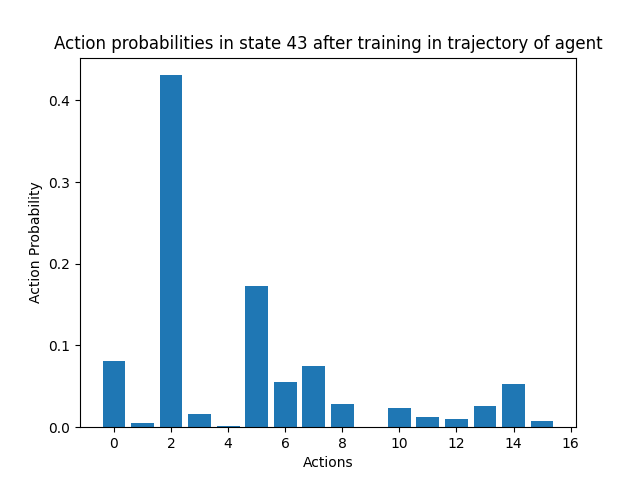 Action probabilities in state 43 after training in trajectory of agent
Action Probability
0.4
0.3
0.2
0.1
0.0
0 2 4 6 8 10 12 14 16
Actions